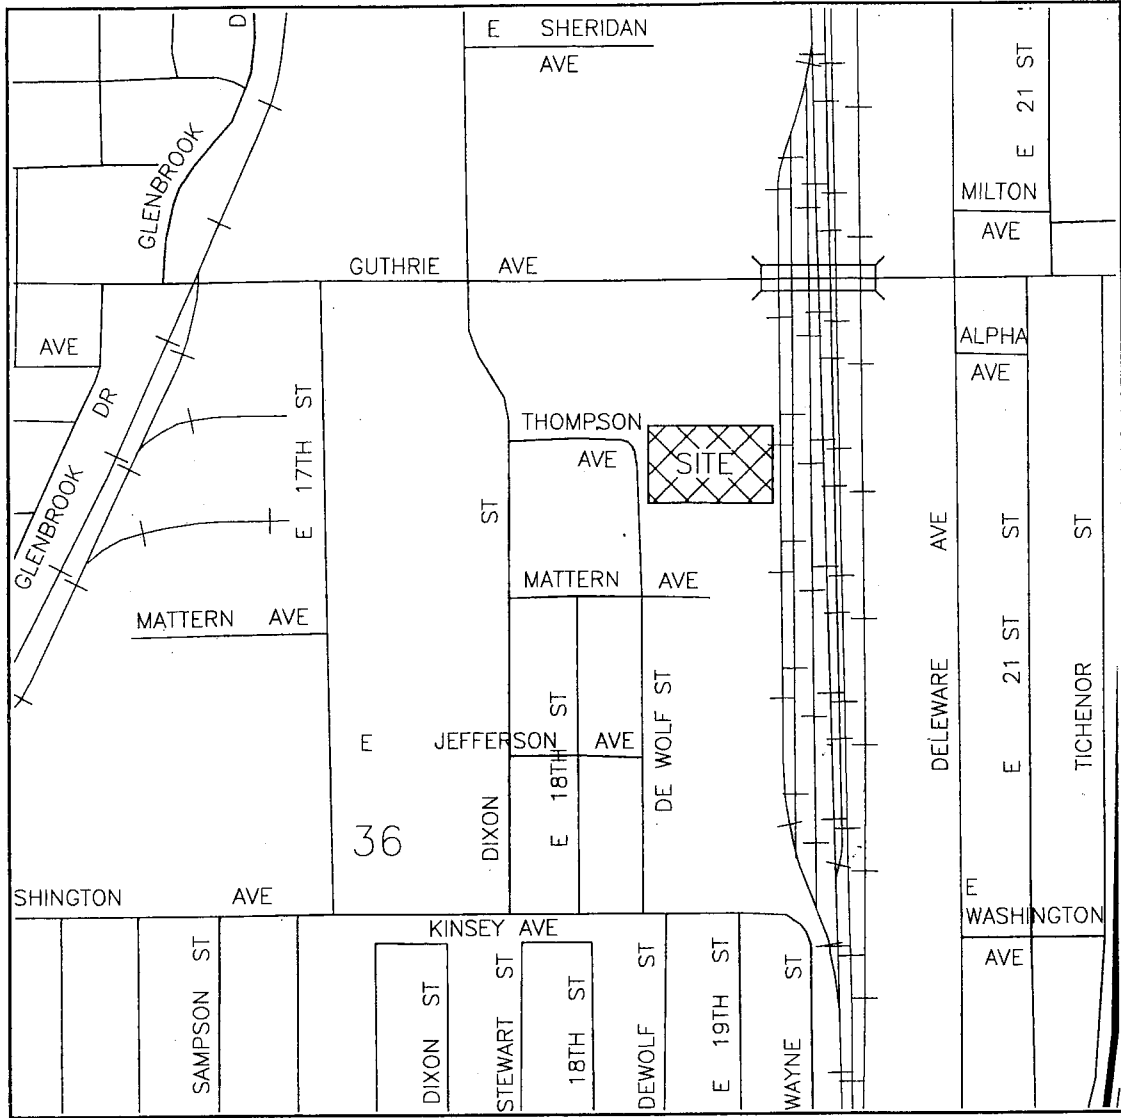 D
E SHERIDAN
AVE
E 21 ST
GLENBROOK
MILTON
AVE
GUTHRIE AVE
AVE
ALPHA
AVE
GLENBROOK DR
E 17TH ST
THOMPSON
AVE
SITE
DIXON ST
MATTERN AVE
MATTERN AVE
DELEWARE AVE
E 21 ST ST
TICHENOR ST
E JEFFERSON AVE
E 18TH ST
DE WOLF ST
36
SHINGTON AVE
KINSEY AVE
E
WASHINGTON
AVE
SAMPSON ST
DIXON ST
STEWART ST
18TH ST
DEWOLF ST
E 19TH ST
WAYNE ST